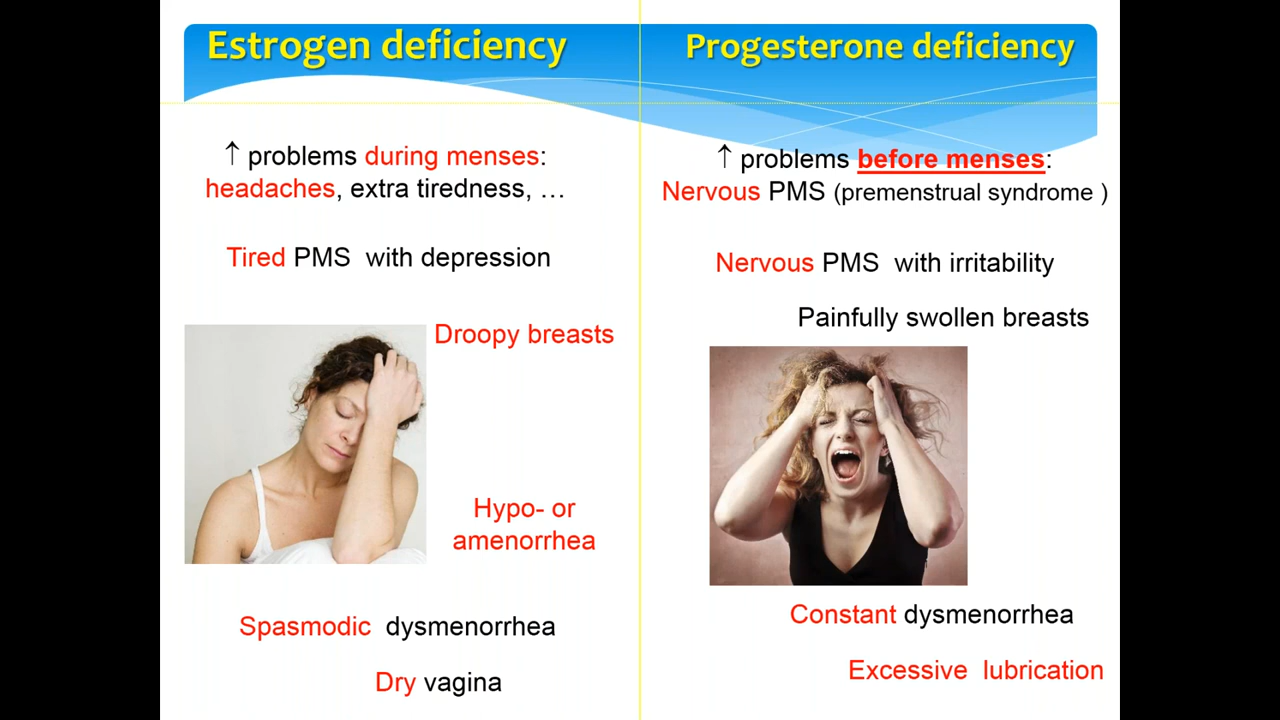 Estrogen deficiency
↑ problems during menses:
headaches, extra tiredness, …
Tired PMS with depression
Droopy breasts
Hypo- or
amenorrhea
Spasmodic dysmenorrhea
Dry vagina
Progesterone deficiency
↑ problems before menses:
Nervous PMS (premenstrual syndrome )
Nervous PMS with irritability
Painfully swollen breasts
Constant dysmenorrhea
Excessive lubrication